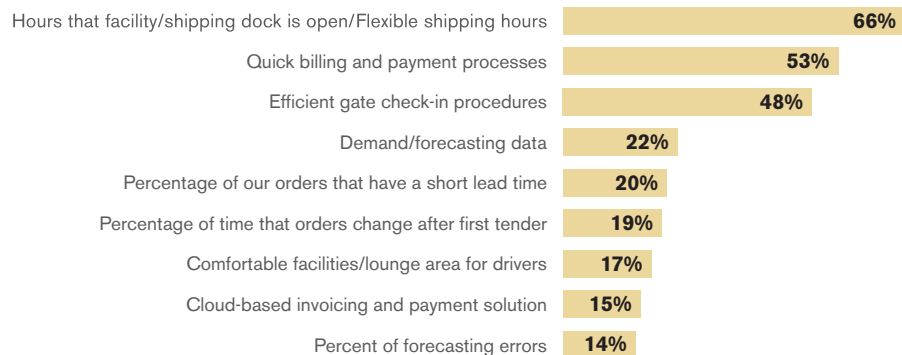 Hours that facility/shipping dock is open/Flexible shipping hours 66%
Quick billing and payment processes 53%
Efficient gate check-in procedures 48%
Demand/forecasting data 22%
Percentage of our orders that have a short lead time 20%
Percentage of time that orders change after first tender 19%
Comfortable facilities/lounge area for drivers 17%
Cloud-based invoicing and payment solution 15%
Percent of forecasting errors 14%